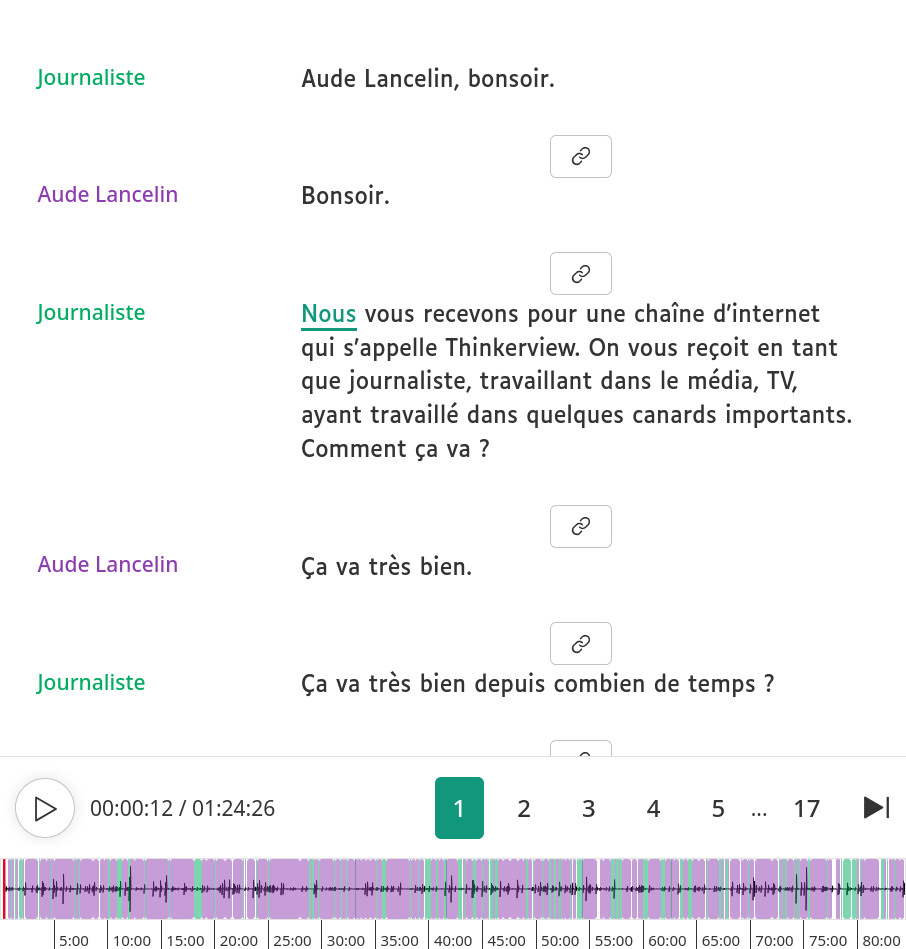 Journaliste Aude Lancelin, bonsoir.
Aude Lancelin Bonsoir.
Journaliste Nous vous recevons pour une chaîne d'internet
qui s'appelle Thinkerview. On vous reçoit en tant
que journaliste, travaillant dans le média, TV,
ayant travaillé dans quelques canards importants.
Comment ça va ?
Aude Lancelin Ça va très bien.
Journaliste Ça va très bien depuis combien de temps ?
00:00:12 / 01:24:26 1 2 3 4 5 ... 17
5:00 10:00 15:00 20:00 25:00 30:00 35:00 40:00 45:00 50:00 55:00 60:00 65:00 70:00 75:00 80:00